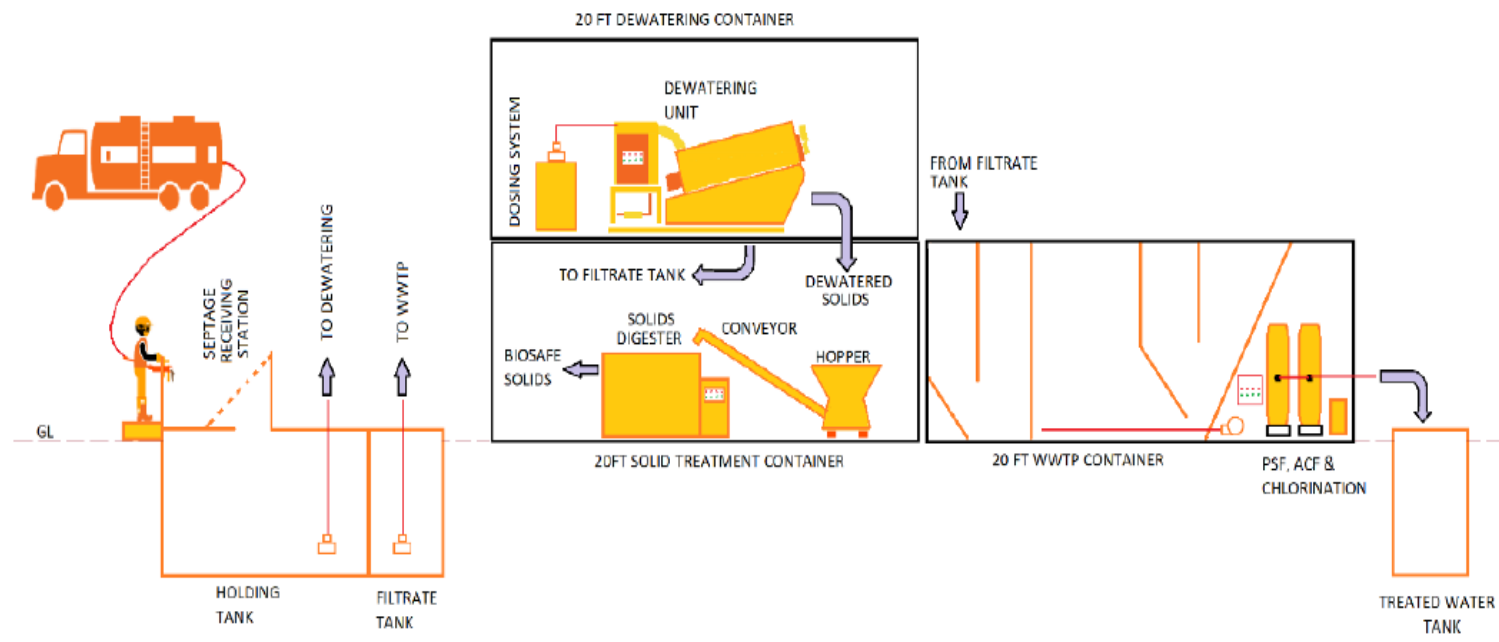 20 FT DEWATERING CONTAINER
DEWATERING
UNIT
DOSING SYSTEM
FROM FILTRATE
TANK
SEPTAGE
RECEIVING
STATION
TO DEWATERING
TO WWTP
TO FILTRATE TANK
DEWATERED
SOLIDS
SOLIDS
DIGESTER
CONVEYOR
HOPPER
BIOSAFE
SOLIDS
GL
20FT SOLID TREATMENT CONTAINER
20 FT WWTP CONTAINER
PSF, ACF &
CHLORINATION
HOLDING
TANK
FILTRATE
TANK
TREATED WATER
TANK